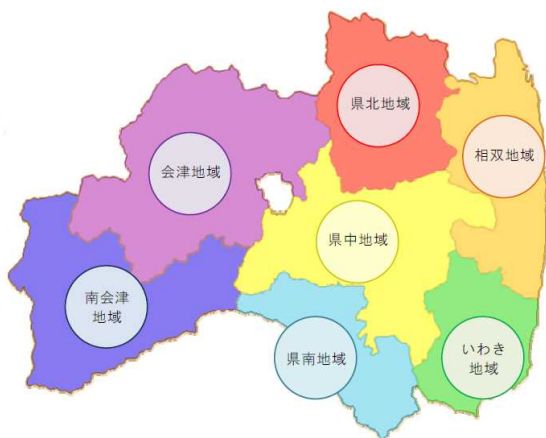 県北地域
相双地域
会津地域
県中地域
南会津
地域
県南地域
いわき
地域